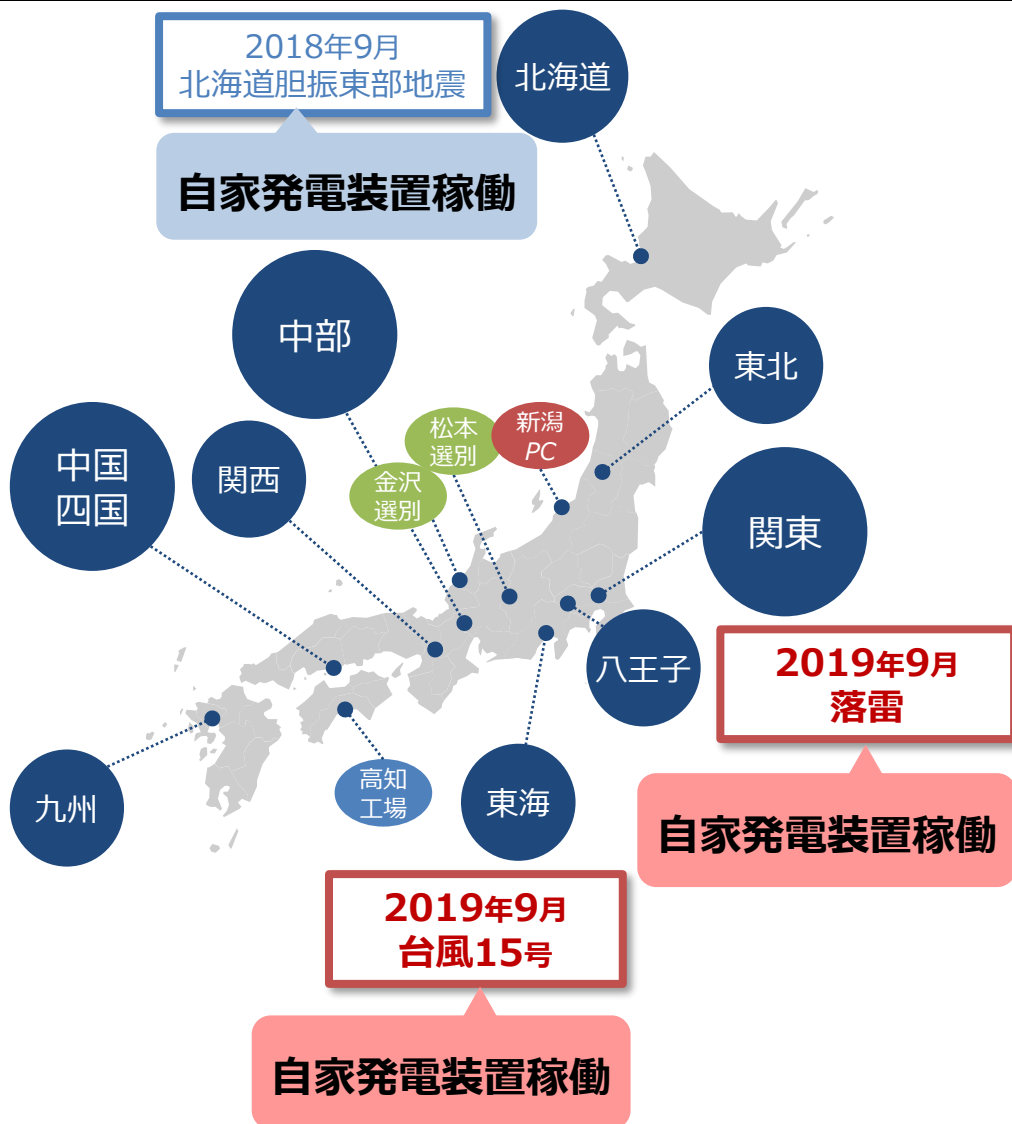 2018年9月
北海道胆振東部地震
北海道
自家発電装置稼働
中部
東北
松本
選別
新潟
PC
中国
四国
関西
金沢
選別
関東
八王子
2019年9月
落雷
九州
高知
工場
東海
自家発電装置稼働
2019年9月
台風15号
自家発電装置稼働